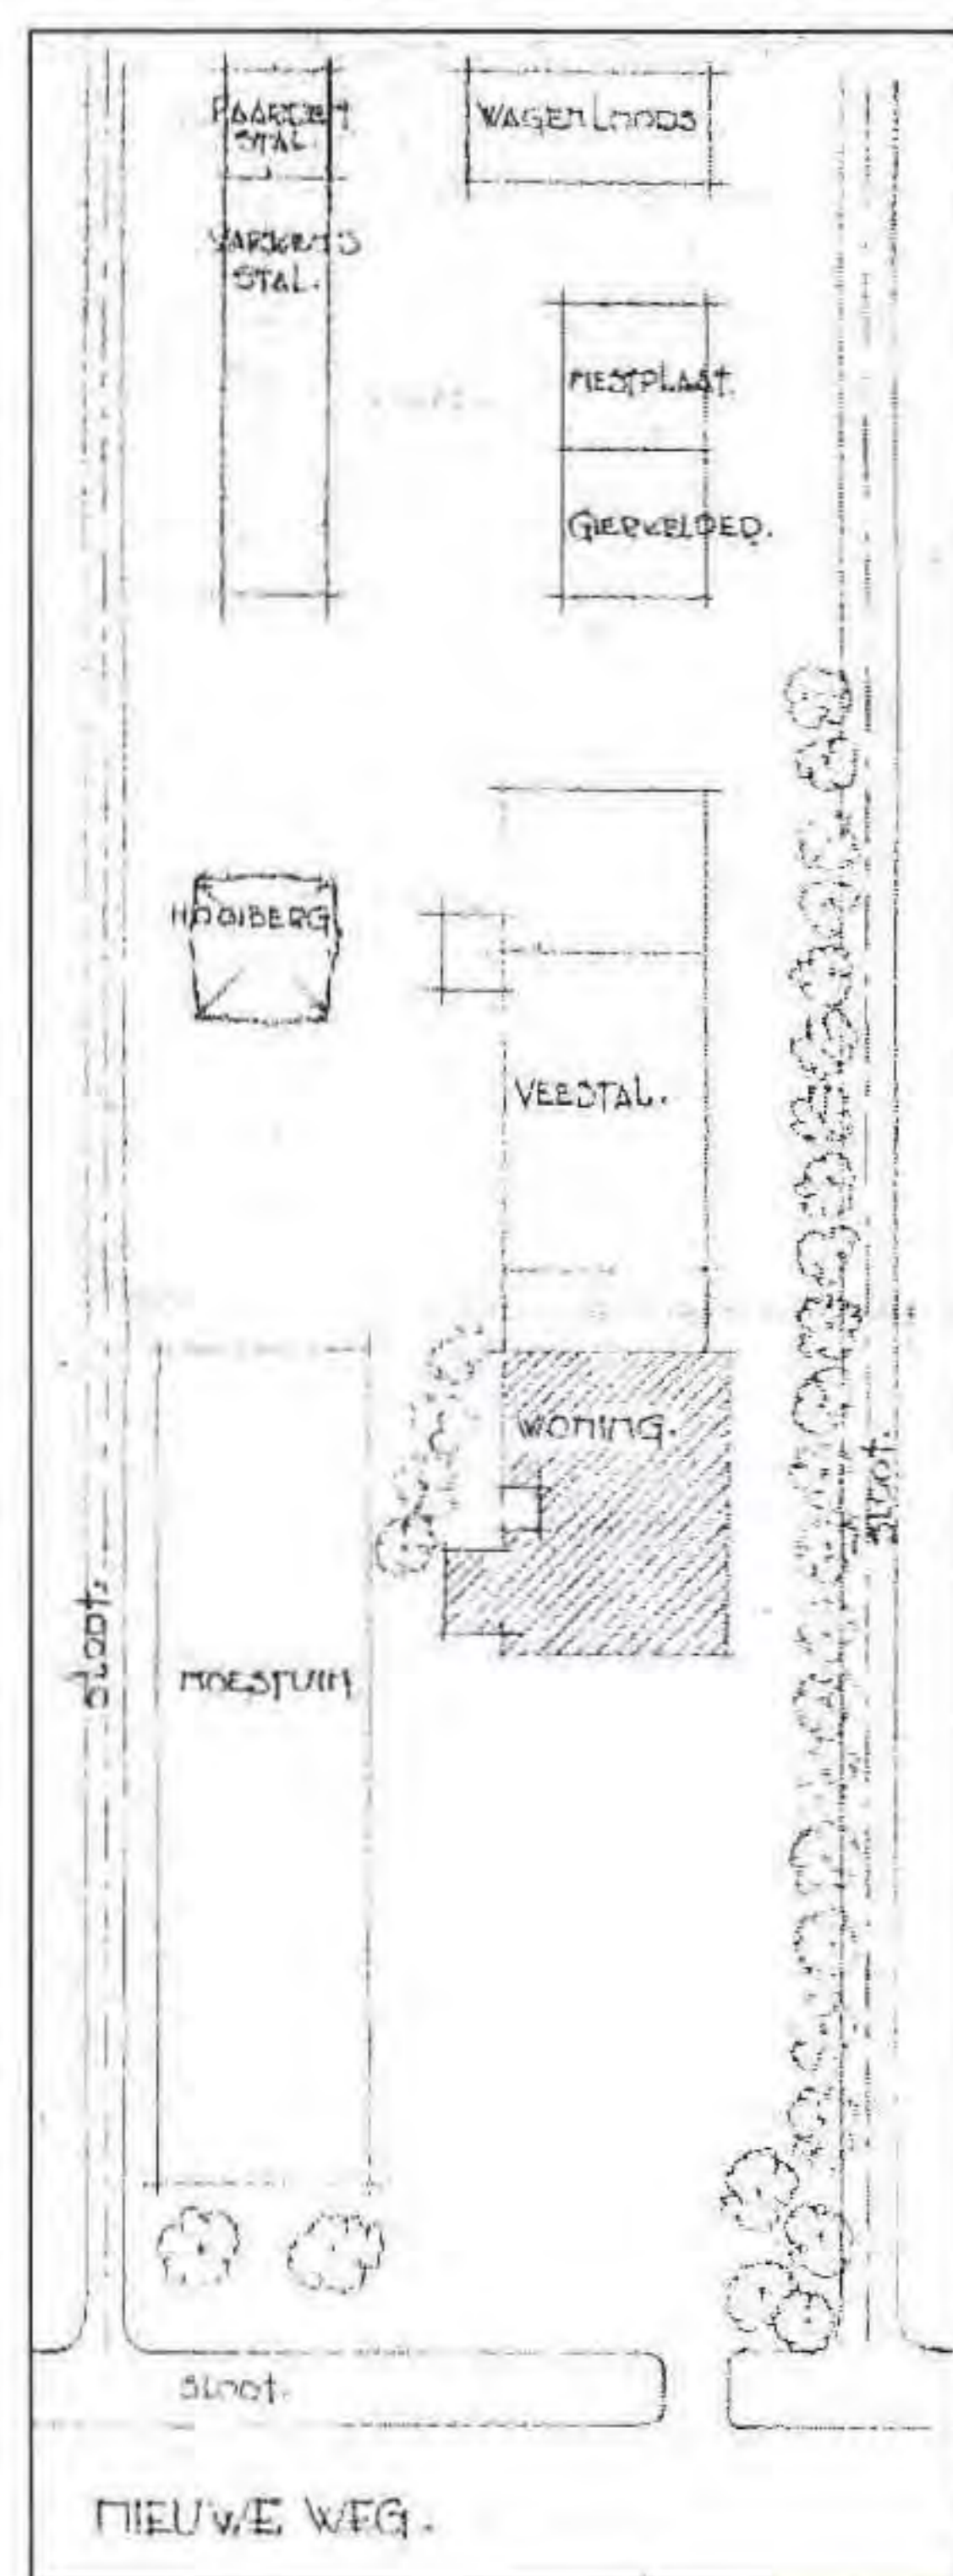 PAARDEN
STAL.
WAGENLOODS
VARKENS
STAL.
MESTPLAAT.
GIERKELDER.
HOOIBERG
VEESTAL.
WONING.
SLOOT.
SLOOT.
MOESTUIN
SLOOT.
NIEUWE WEG.